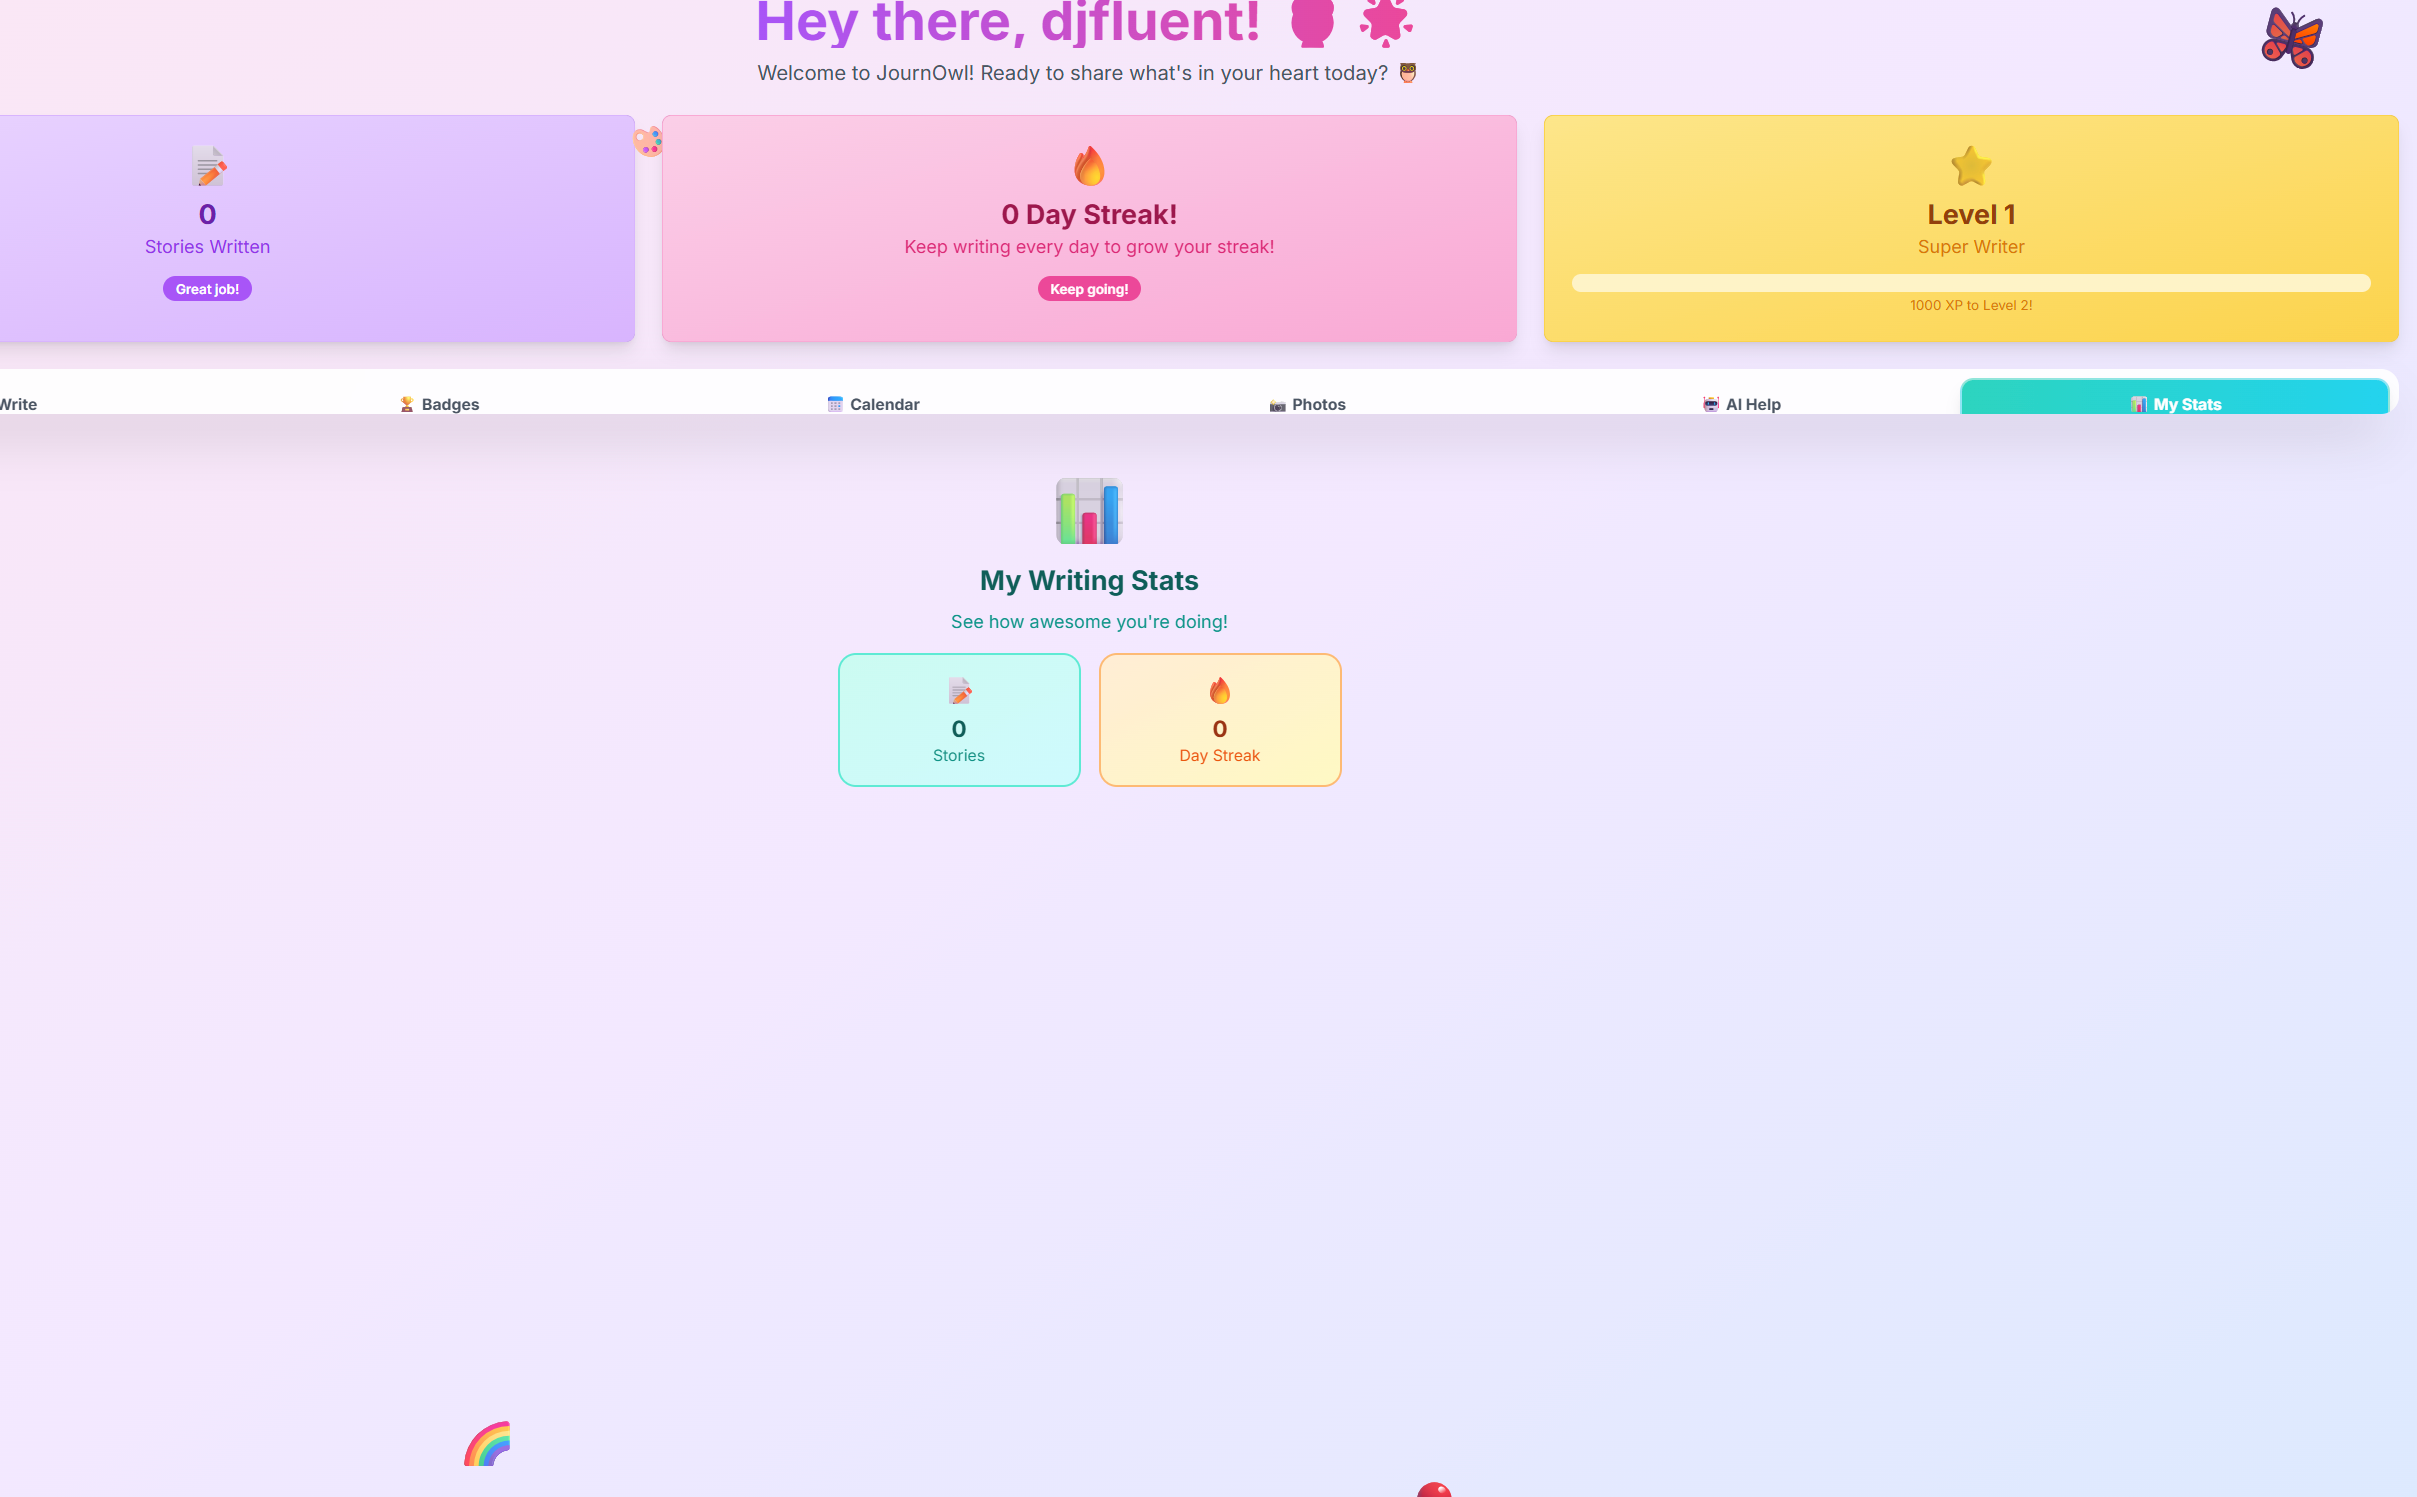 Hey there, djfluent!
Welcome to JournOwl! Ready to share what's in your heart today?
0
Stories Written
Great job!
0 Day Streak!
Keep writing every day to grow your streak!
Keep going!
Level 1
Super Writer
1000 XP to Level 2!
Write
Badges
Calendar
Photos
AI Help
My Stats
My Writing Stats
See how awesome you're doing!
0
Stories
0
Day Streak